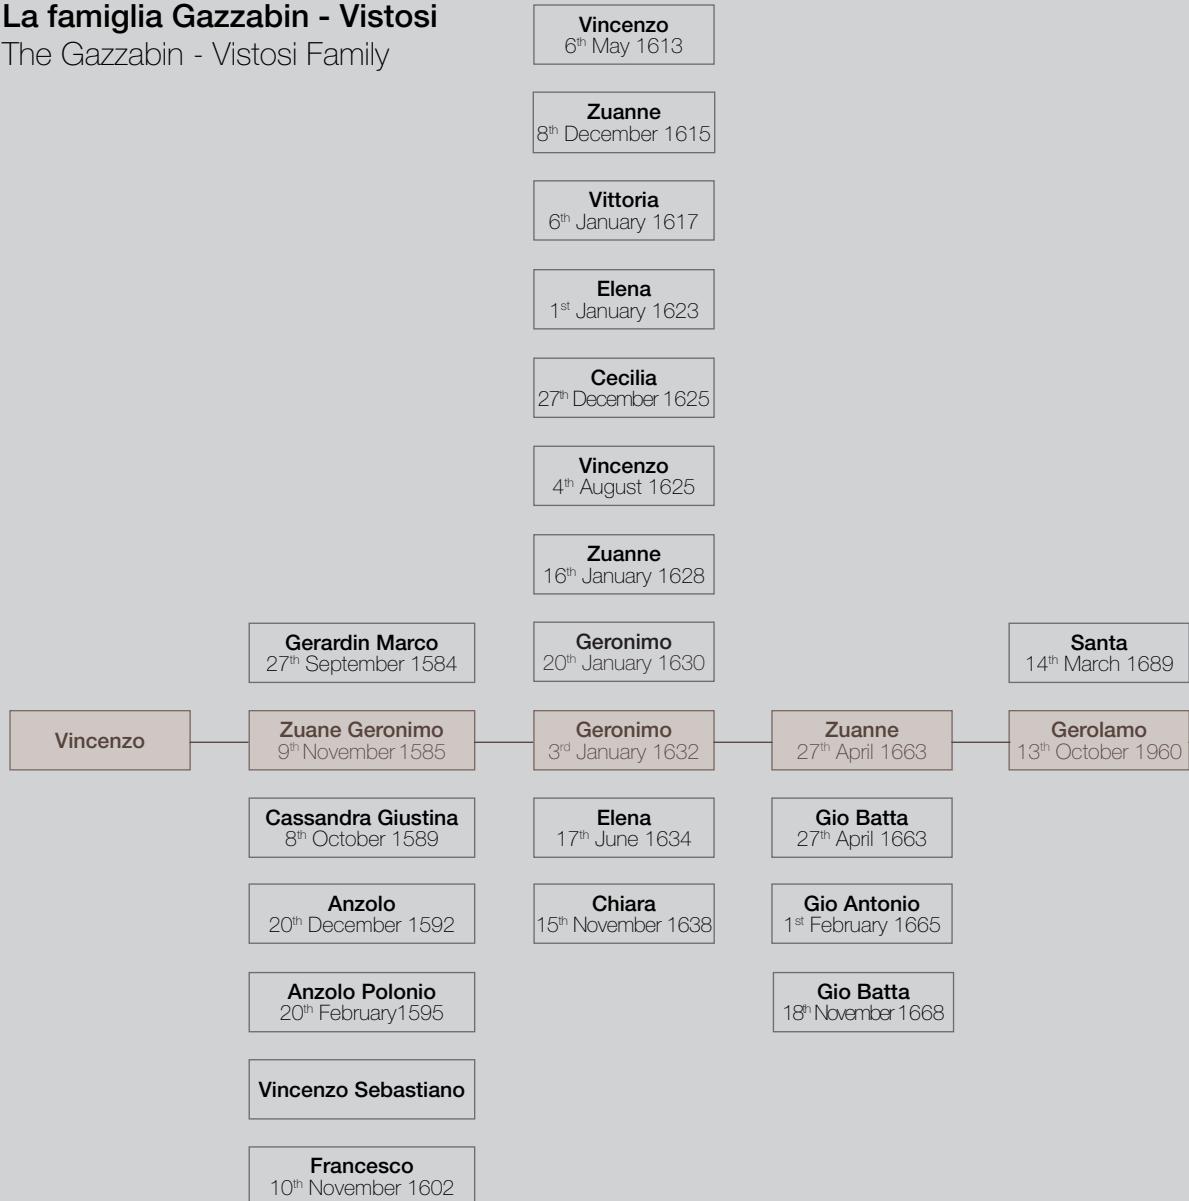 La famiglia Gazzabin - Vistosi
The Gazzabin - Vistosi Family
Vincenzo
6th May 1613
Zuanne
8th December 1615
Vittoria
6th January 1617
Elena
1st January 1623
Cecilia
27th December 1625
Vincenzo
4th August 1625
Zuanne
16th January 1628
Gerardin Marco
27th September 1584
Geronimo
20th January 1630
Santa
14th March 1689
Vincenzo
Zuane Geronimo
9th November 1585
Geronimo
3rd January 1632
Zuanne
27th April 1663
Gerolamo
13th October 1960
Cassandra Giustina
8th October 1589
Elena
17th June 1634
Gio Batta
27th April 1663
Anzolo
20th December 1592
Chiara
15th November 1638
Gio Antonio
1st February 1665
Anzolo Polonio
20th February1595
Gio Batta
18th November 1668
Vincenzo Sebastiano
Francesco
10th November 1602